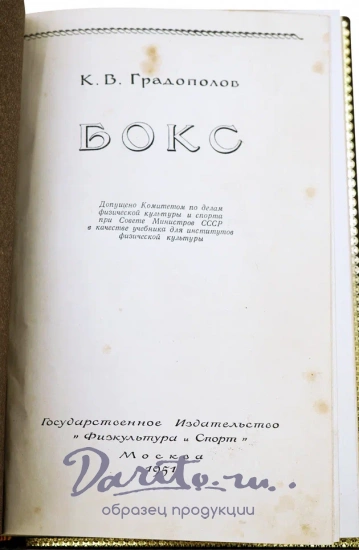 К. В. Градополов
БОКС
Допущено Комитетом по делам
физической культуры и спорта
при Совете Министров СССР
в качестве учебника для институтов
физической культуры
Государственное Издательство
„Физкультура и Спорт"
Москва
1951
Dareto.ru
образец продукции